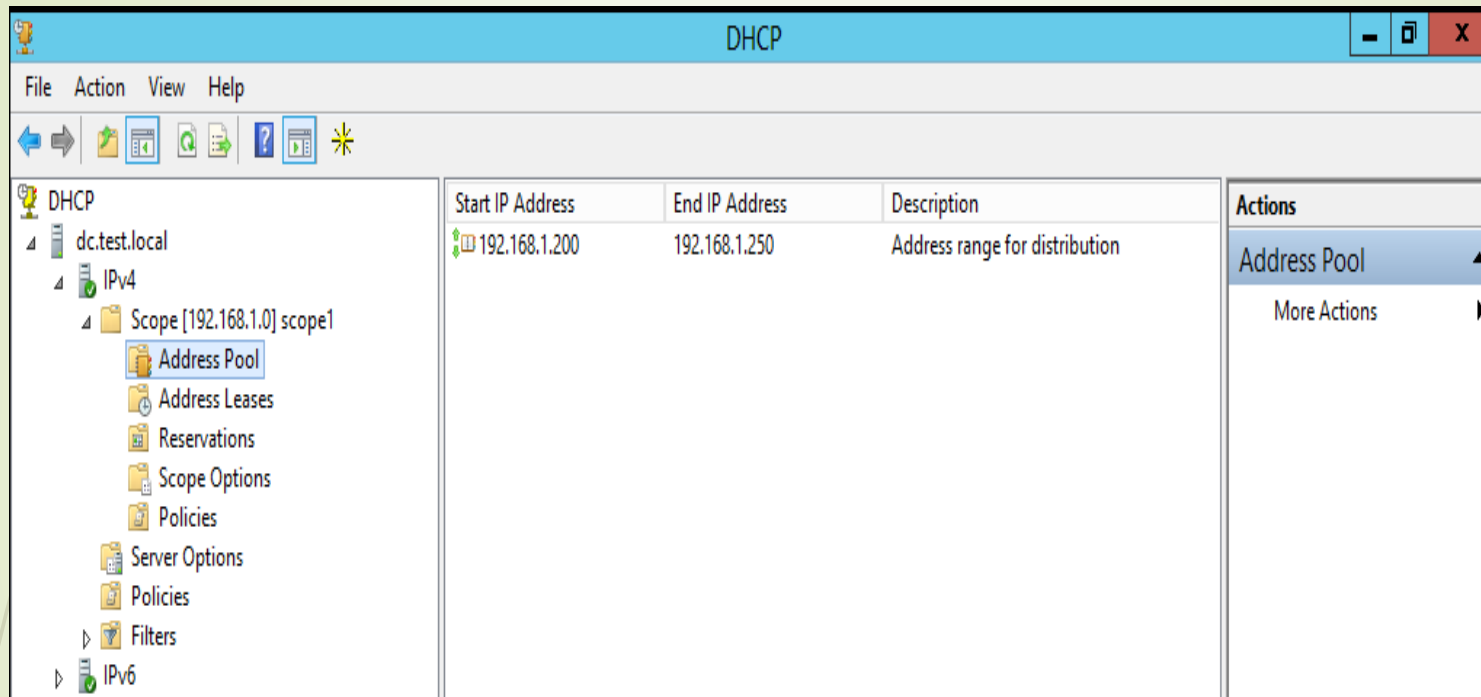 DHCP
File Action View Help
DHCP
dc.test.local
IPv4
Scope [192.168.1.0] scope1
Address Pool
Address Leases
Reservations
Scope Options
Policies
Server Options
Policies
Filters
IPv6
Start IP Address End IP Address Description
192.168.1.200 192.168.1.250 Address range for distribution
Actions
Address Pool
More Actions